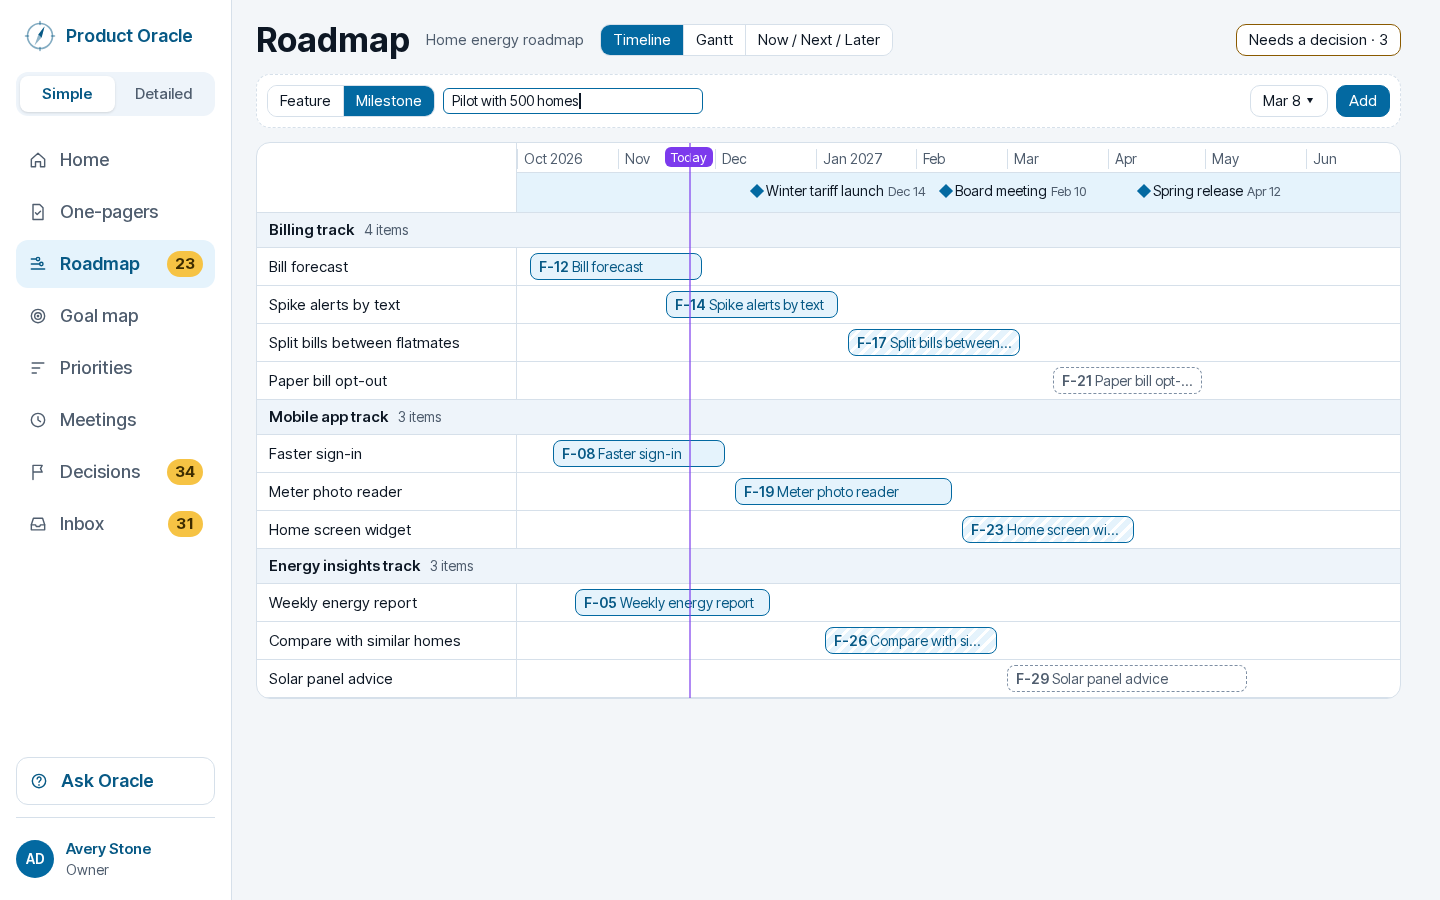 Product Oracle
Simple
Detailed
Home
One-pagers
Roadmap 23
Goal map
Priorities
Meetings
Decisions 34
Inbox 31
Ask Oracle
AD
Avery Stone
Owner
Roadmap
Home energy roadmap
Timeline
Gantt
Now / Next / Later
Needs a decision · 3
Feature
Milestone
Pilot with 500 homes
Mar 8
Add
Oct 2026
Nov
Today
Dec
Jan 2027
Feb
Mar
Apr
May
Jun
Winter tariff launch Dec 14
Board meeting Feb 10
Spring release Apr 12
Billing track 4 items
Bill forecast
F-12 Bill forecast
Spike alerts by text
F-14 Spike alerts by text
Split bills between flatmates
F-17 Split bills between...
Paper bill opt-out
F-21 Paper bill opt-...
Mobile app track 3 items
Faster sign-in
F-08 Faster sign-in
Meter photo reader
F-19 Meter photo reader
Home screen widget
F-23 Home screen wi...
Energy insights track 3 items
Weekly energy report
F-05 Weekly energy report
Compare with similar homes
F-26 Compare with si...
Solar panel advice
F-29 Solar panel advice